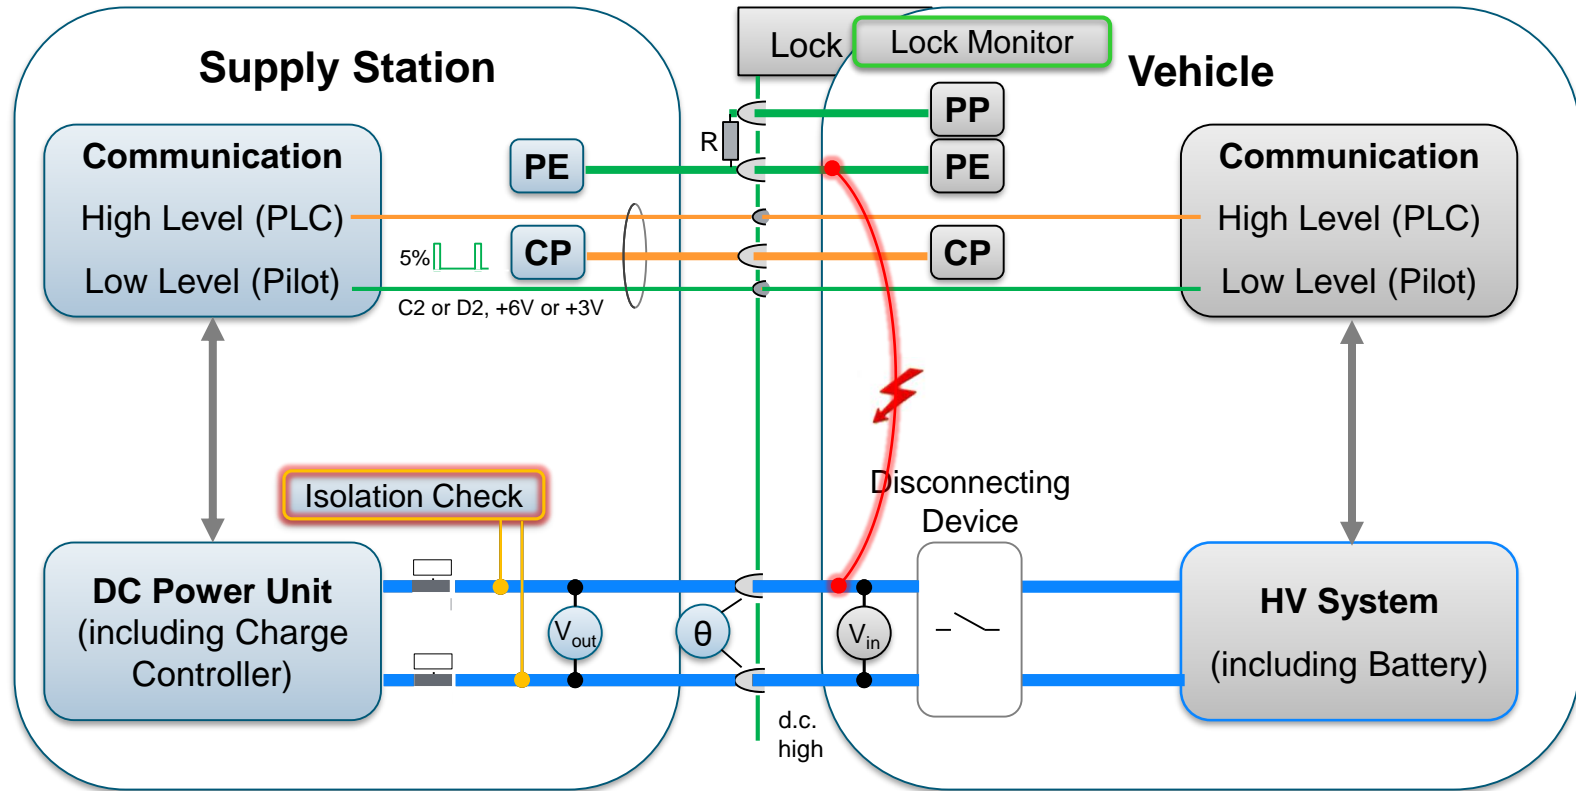 Supply Station
Lock
Lock Monitor
Vehicle
Communication
High Level (PLC)
Low Level (Pilot)
5%
C2 or D2, +6V or +3V
PE
CP
R
PP
PE
CP
Communication
High Level (PLC)
Low Level (Pilot)
Isolation Check
DC Power Unit
(including Charge
Controller)
Vout
θ
Vin
Disconnecting
Device
HV System
(including Battery)
d.c.
high